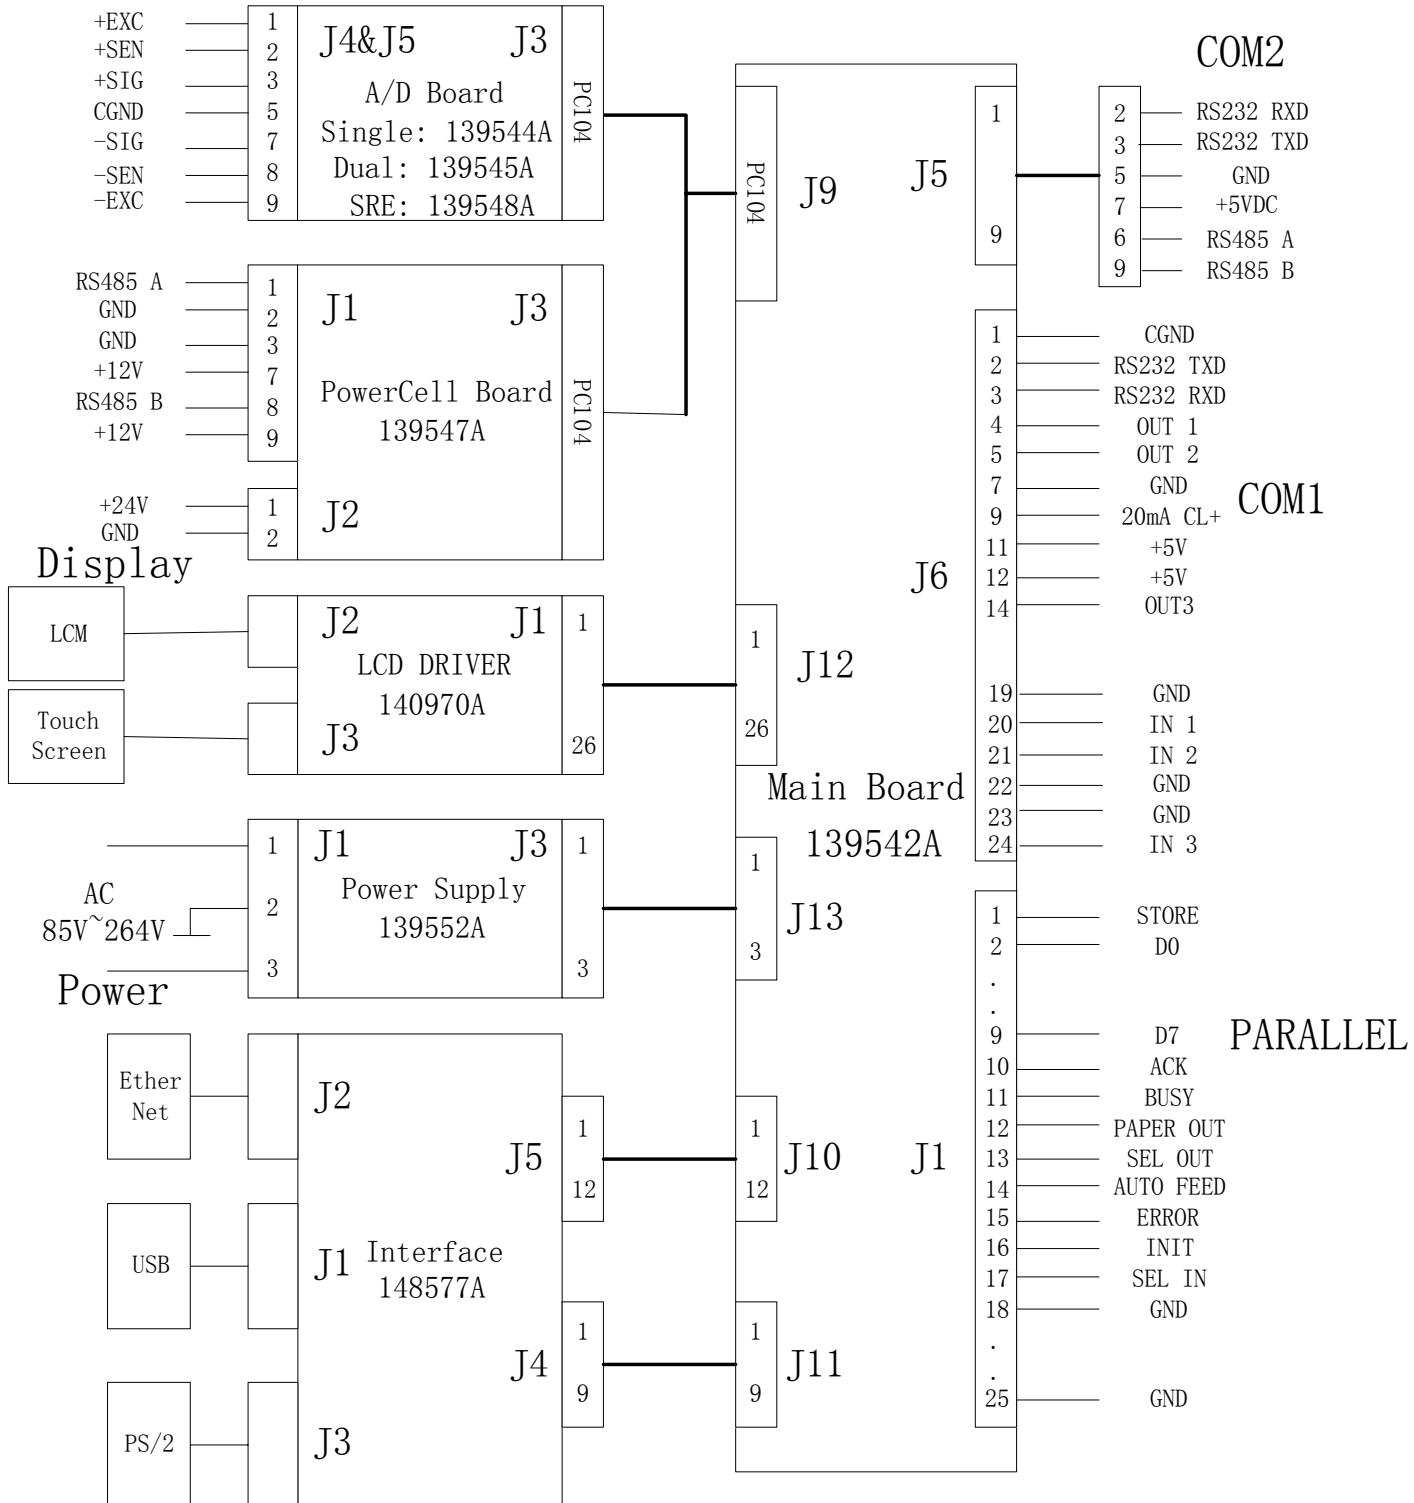 +EXC
+SEN
+SIG
CGND
-SIG
-SEN
-EXC
1
2
3
5
7
8
9
J4&J5
J3
A/D Board
Single: 139544A
Dual: 139545A
SRE: 139548A
PC104
RS485 A
GND
GND
+12V
RS485 B
+12V
1
2
3
7
8
9
J1
J3
PowerCell Board
139547A
PC104
+24V
GND
1
2
J2
Display
LCM
Touch
Screen
J2
J1
LCD DRIVER
140970A
J3
1
26
AC
85V~264V
Power
1
2
3
J1
J3
Power Supply
139552A
1
3
Ether
Net
USB
PS/2
J2
J5
1
12
J1
Interface
148577A
J4
1
9
J3
PC104
J9
1
26
J12
Main Board
139542A
1
3
J13
1
12
J10
1
9
J11
J5
1
9
COM2
2
3
5
7
6
9
RS232 RXD
RS232 TXD
GND
+5VDC
RS485 A
RS485 B
J6
COM1
1 CGND
2 RS232 TXD
3 RS232 RXD
4 OUT 1
5 OUT 2
7 GND
9 20mA CL+
11 +5V
12 +5V
14 OUT3
19 GND
20 IN 1
21 IN 2
22 GND
23 GND
24 IN 3
J1
PARALLEL
1 STORE
2 D0
.
.
9 D7
10 ACK
11 BUSY
12 PAPER OUT
13 SEL OUT
14 AUTO FEED
15 ERROR
16 INIT
17 SEL IN
18 GND
.
.
25 GND